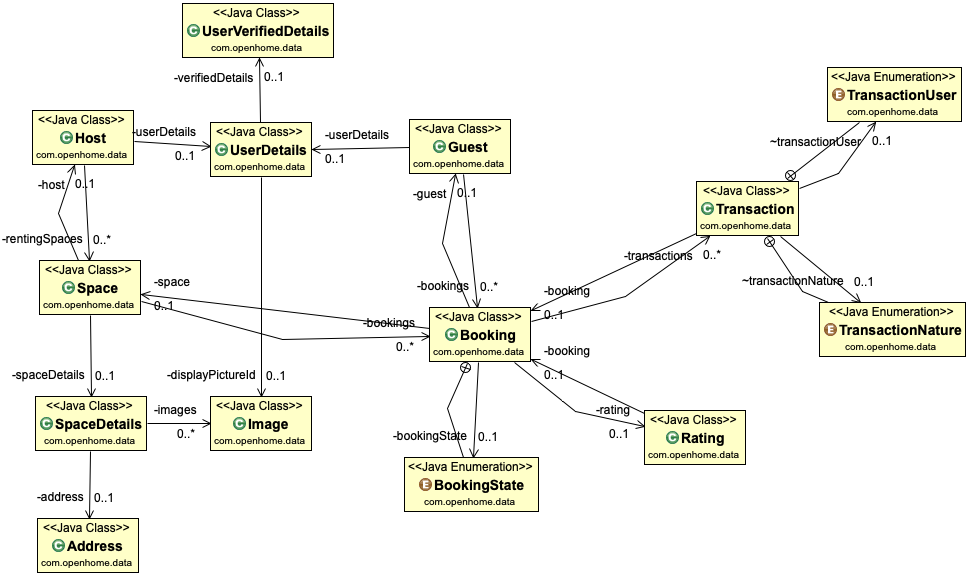 <<Java Class>>
UserVerifiedDetails
com.openhome.data
-verifiedDetails
0..1
<<Java Enumeration>>
TransactionUser
com.openhome.data
<<Java Class>>
Host
com.openhome.data
-userDetails
0..1
<<Java Class>>
UserDetails
com.openhome.data
-userDetails
0..1
<<Java Class>>
Guest
com.openhome.data
~transactionUser
0..1
-host
0..1
-rentingSpaces
0..*
-guest
0..1
-bookings
0..*
<<Java Class>>
Transaction
com.openhome.data
-transactions
0..*
-booking
0..1
~transactionNature
0..1
<<Java Class>>
Space
com.openhome.data
-space
0..1
-bookings
0..*
<<Java Class>>
Booking
com.openhome.data
<<Java Enumeration>>
TransactionNature
com.openhome.data
-booking
0..1
-spaceDetails
0..1
-displayPictureId
0..1
<<Java Class>>
SpaceDetails
com.openhome.data
-images
0..*
<<Java Class>>
Image
com.openhome.data
-rating
0..1
<<Java Class>>
Rating
com.openhome.data
-bookingState
0..1
<<Java Enumeration>>
BookingState
com.openhome.data
-address
0..1
<<Java Class>>
Address
com.openhome.data